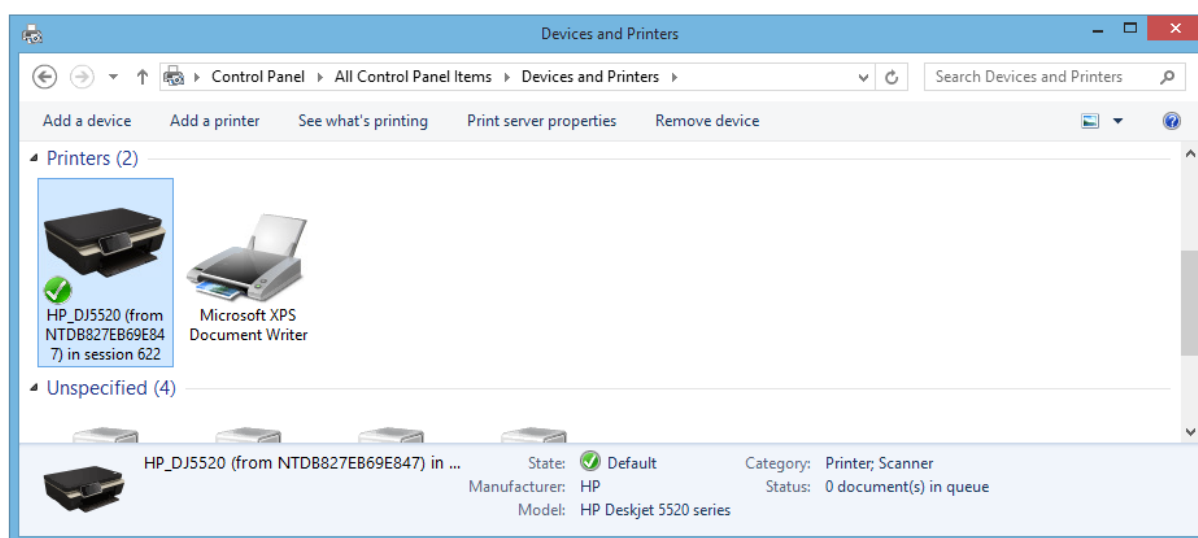 Devices and Printers
Control Panel All Control Panel Items Devices and Printers Search Devices and Printers
Add a device Add a printer See what's printing Print server properties Remove device
Printers (2)
HP_DJ5520 (from
NTDB827EB69E84
7) in session 622
Microsoft XPS
Document Writer
Unspecified (4)
HP_DJ5520 (from NTDB827EB69E847) in ... State: Default Category: Printer; Scanner
Manufacturer: HP Status: 0 document(s) in queue
Model: HP Deskjet 5520 series